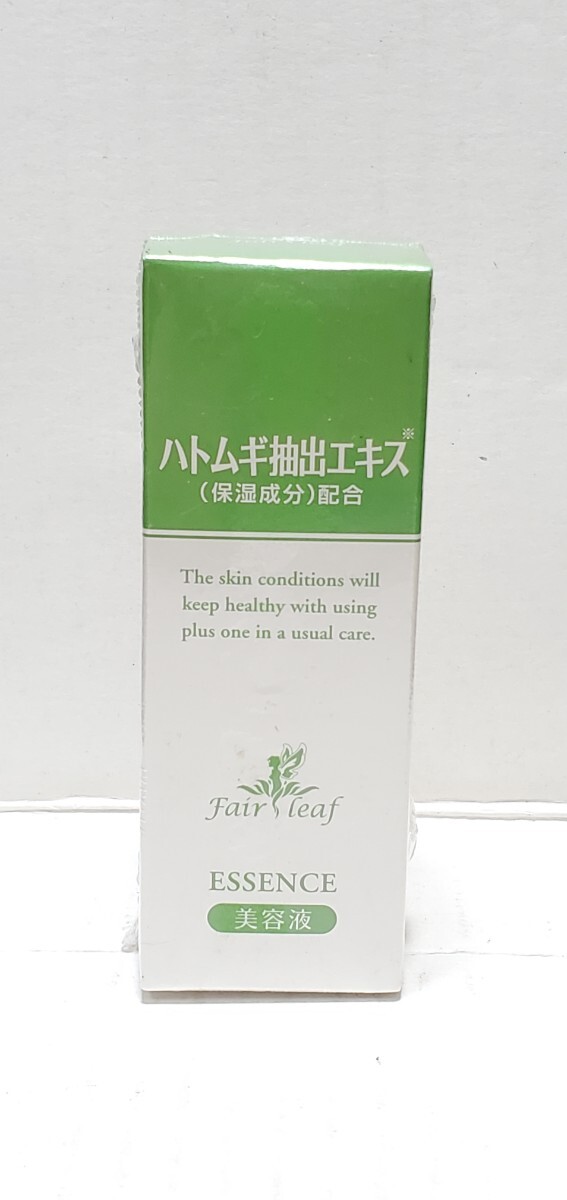 ハトムギ抽出エキス※
(保湿成分)配合
The skin conditions will
keep healthy with using
plus one in a usual care.
Fair leaf
ESSENCE
美容液